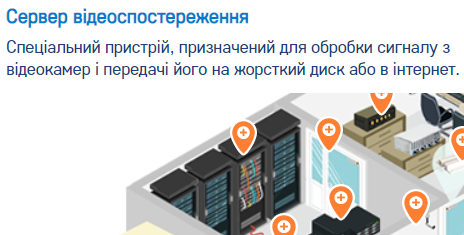 Сервер відеоспостереження
Спеціальний пристрій, призначений для обробки сигналу з
відеокамер і передачі його на жорсткий диск або в інтернет.